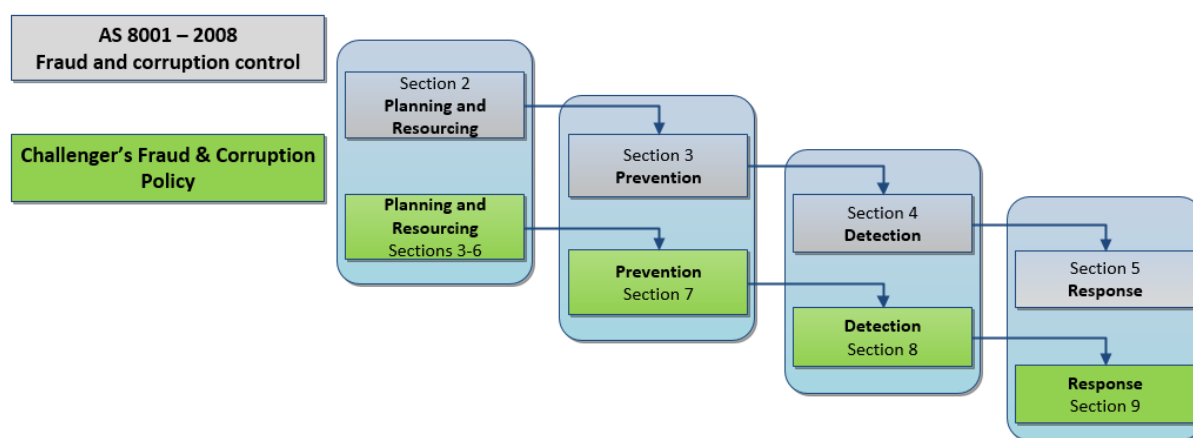 AS 8001 – 2008
Fraud and corruption control
Challenger's Fraud & Corruption
Policy
Section 2
Planning and
Resourcing
Planning and
Resourcing
Sections 3-6
Section 3
Prevention
Prevention
Section 7
Section 4
Detection
Detection
Section 8
Section 5
Response
Response
Section 9